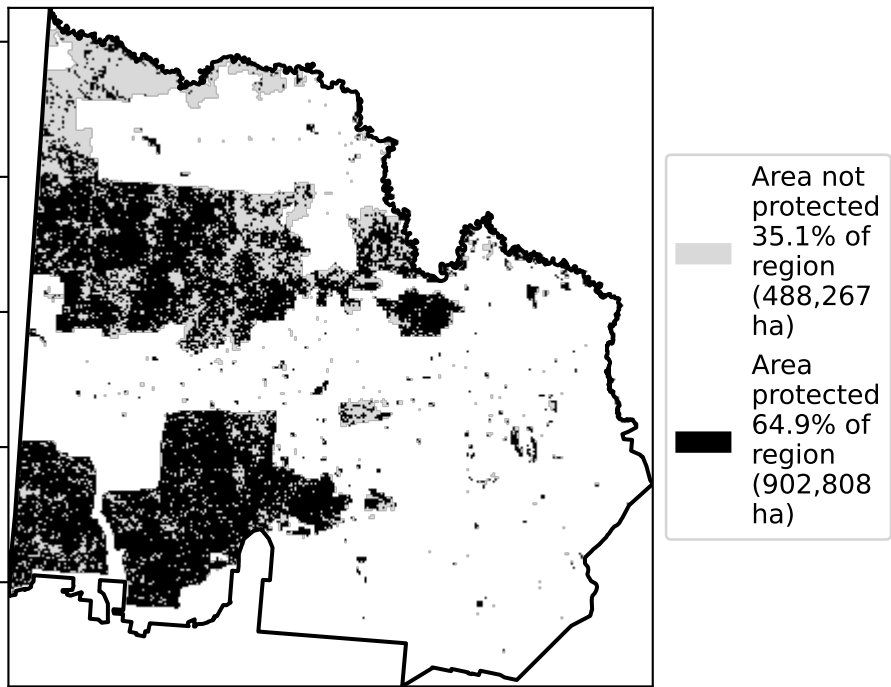 Area not
protected
35.1% of
region
(488,267
ha)
Area
protected
64.9% of
region
(902,808
ha)